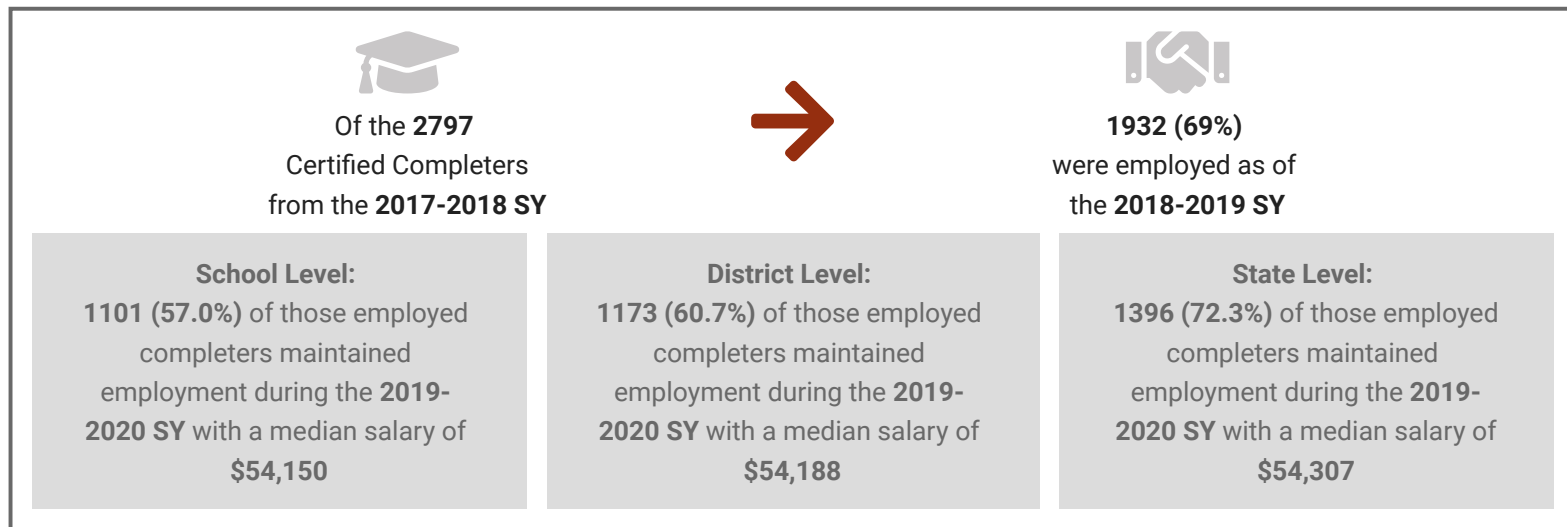 Of the 2797
Certified Completers
from the 2017-2018 SY
1932 (69%)
were employed as of
the 2018-2019 SY
School Level:
1101 (57.0%) of those employed
completers maintained
employment during the 2019-
2020 SY with a median salary of
$54,150
District Level:
1173 (60.7%) of those employed
completers maintained
employment during the 2019-
2020 SY with a median salary of
$54,188
State Level:
1396 (72.3%) of those employed
completers maintained
employment during the 2019-
2020 SY with a median salary of
$54,307